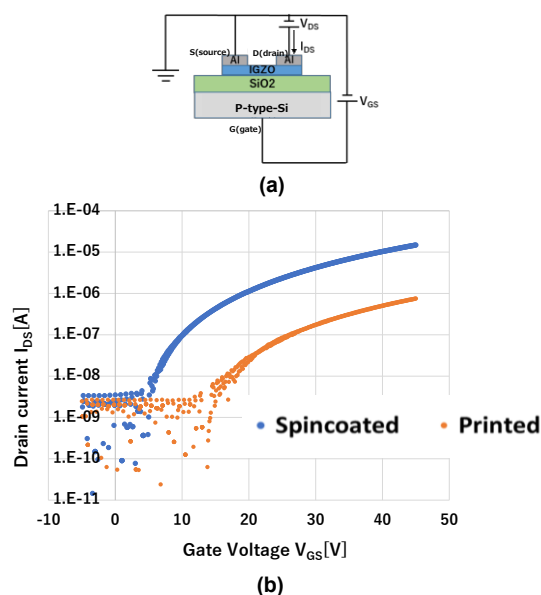 V_DS
S(source) D(drain) I_DS
Al Al
IGZO
SiO2
P-type-Si
V_GS
G(gate)
(a)
1.E-04
1.E-05
1.E-06
1.E-07
1.E-08
1.E-09
1.E-10
1.E-11
Drain current I_DS[A]
Spincoated Printed
-10 0 10 20 30 40 50
Gate Voltage V_GS[V]
(b)